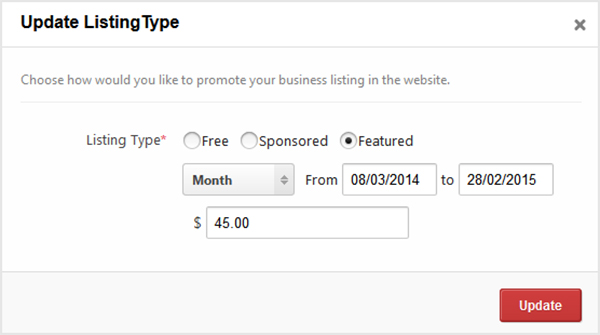 Update ListingType
×
Choose how would you like to promote your business listing in the website.
Listing Type* Free Sponsored Featured
Month From 08/03/2014 to 28/02/2015
$ 45.00
Update